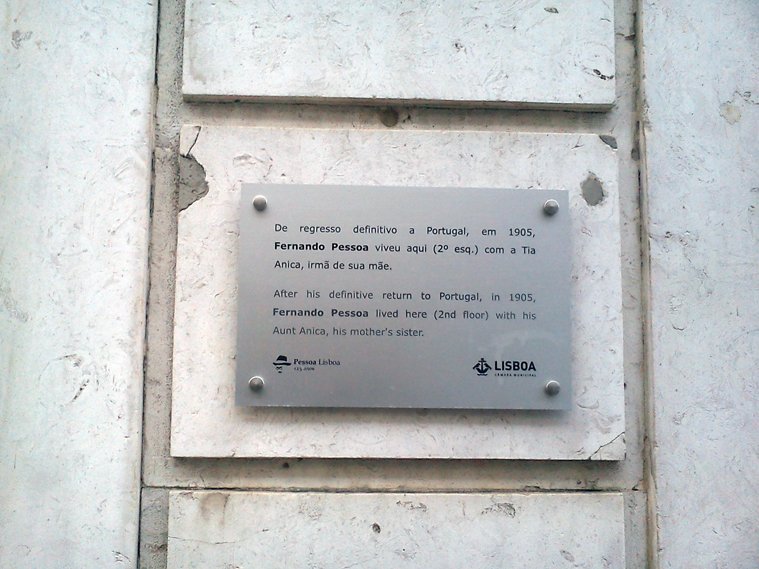 De regresso definitivo a Portugal, em 1905,
Fernando Pessoa viveu aqui (2º esq.) com a Tia
Anica, irmã de sua mãe.
After his definitive return to Portugal, in 1905,
Fernando Pessoa lived here (2nd floor) with his
Aunt Anica, his mother's sister.
Pessoa Lisboa
125 anos
LISBOA
CÂMARA MUNICIPAL